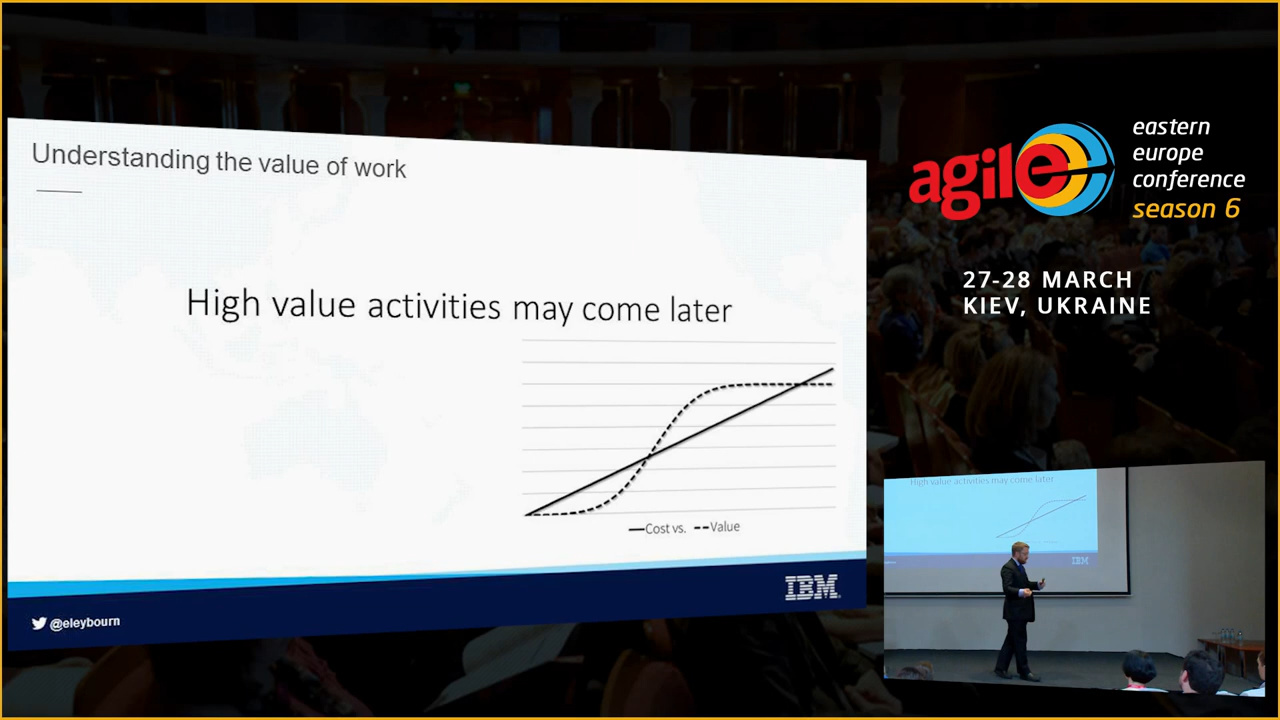 Understanding the value of work
High value activities may come later
Cost vs. Value
IBM
@eleybourn
agile
eastern
europe
conference
season 6
27-28 MARCH
KIEV, UKRAINE
High value activities may come later
IBM